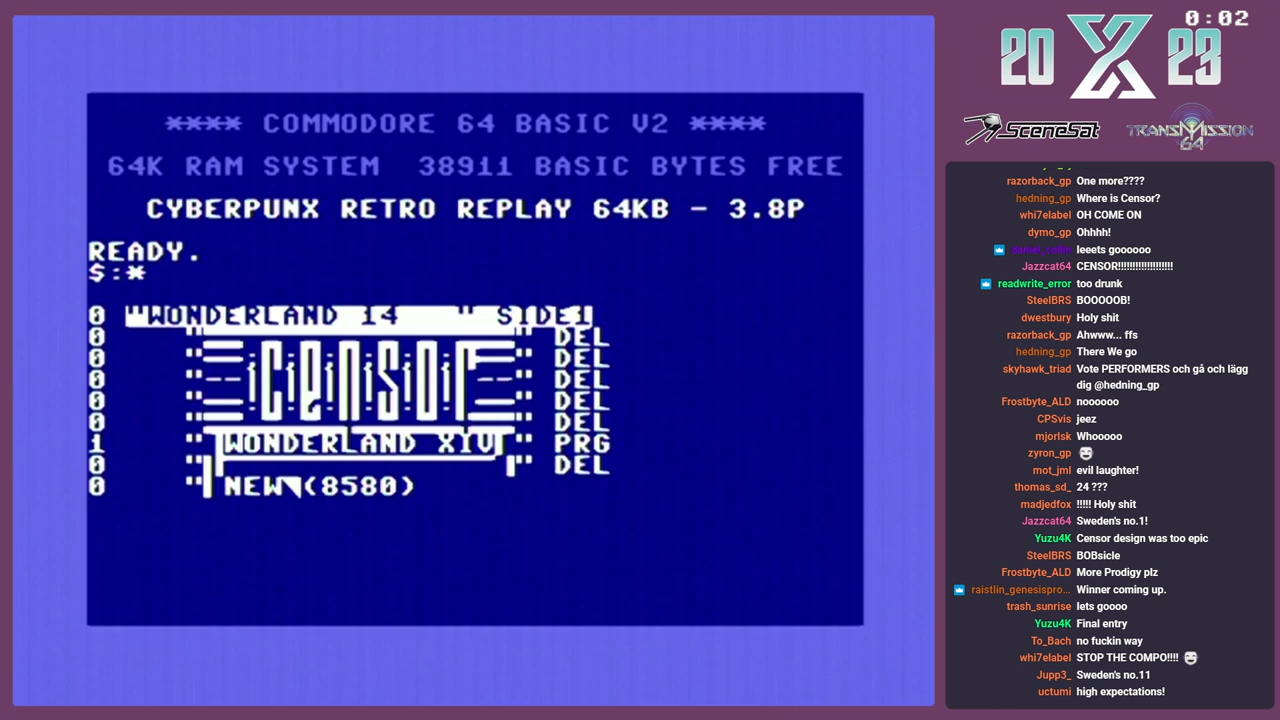 **** COMMODORE 64 BASIC V2 ****
64K RAM SYSTEM 38911 BASIC BYTES FREE
CYBERPUNX RETRO REPLAY 64KB - 3.8P
READY.
$:*
0 "WONDERLAND 14 " SIDE1
0 " " DEL
0 " " DEL
0 "--censor--" DEL
0 " " DEL
0 " " DEL
1 " WONDERLAND XIV " PRG
0 " " DEL
0 " NEW (8580)
0:02
20 X 23
SCENESAT
TRANSMISSION 64
razorback_gp One more????
hedning_gp Where is Censor?
whi7elabel OH COME ON
dymo_gp Ohhhh!
daniel_collin leeets goooooo
Jazzcat64 CENSOR!!!!!!!!!!!!!!!!!!!
readwrite_error too drunk
SteelBRS BOOOOOB!
dwestbury Holy shit
razorback_gp Ahwww... ffs
hedning_gp There We go
skyhawk_triad Vote PERFORMERS och gå och lägg
dig @hedning_gp
Frostbyte_ALD noooooo
CPSvis jeez
mjorlsk Whooooo
zyron_gp
mot_jml evil laughter!
thomas_sd_ 24 ???
madjedfox !!!!! Holy shit
Jazzcat64 Sweden's no.1!
Yuzu4K Censor design was too epic
SteelBRS BOBsicle
Frostbyte_ALD More Prodigy plz
raistlin_genesispro... Winner coming up.
trash_sunrise lets goooo
Yuzu4K Final entry
To_Bach no fuckin way
whi7elabel STOP THE COMPO!!!!
Jupp3_ Sweden's no.11
uctumi high expectations!